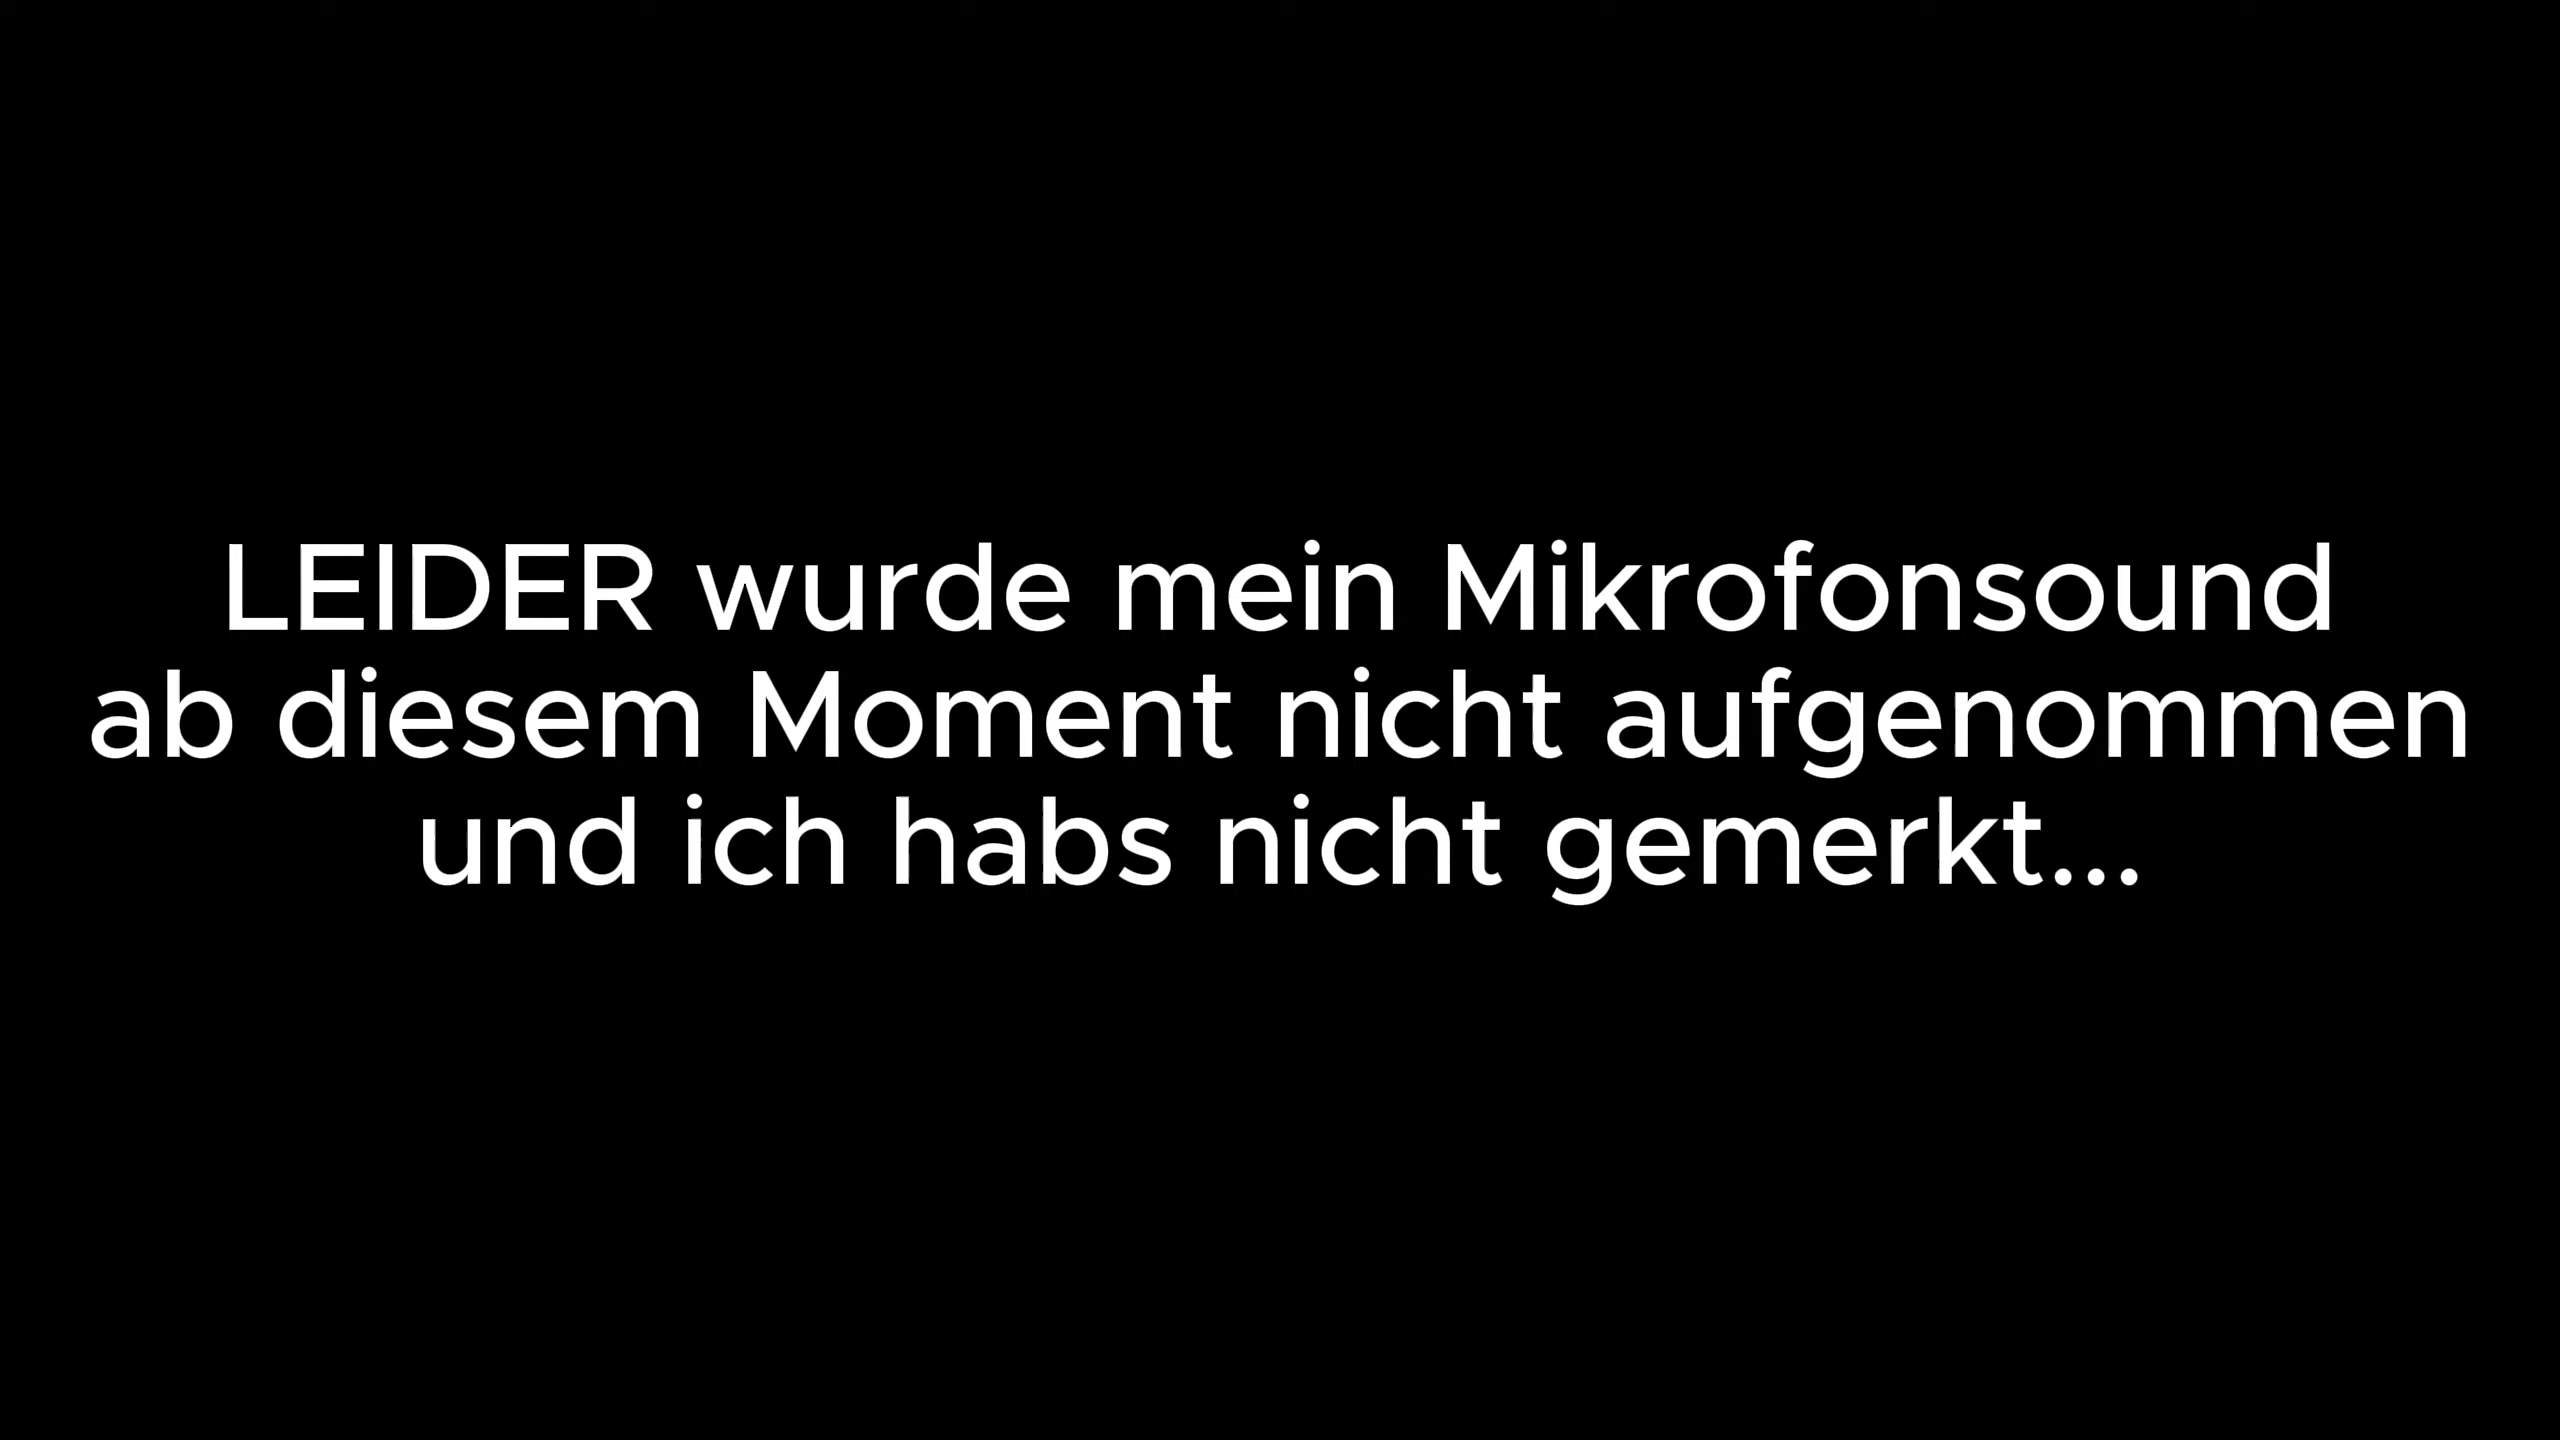 LEIDER wurde mein Mikrofonsound
ab diesem Moment nicht aufgenommen
und ich habs nicht gemerkt...